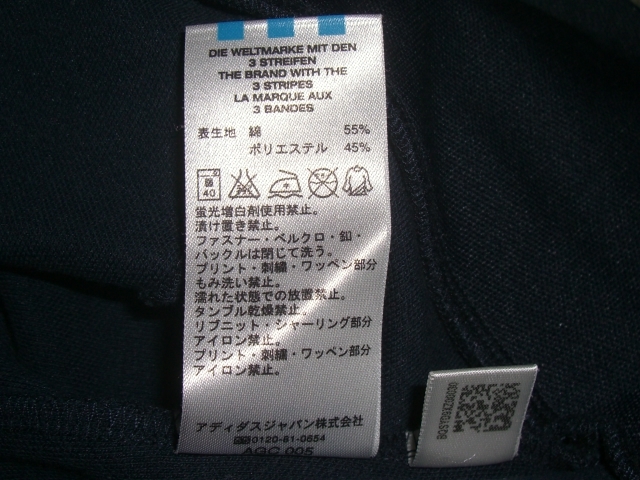 DIE WELTMARKE MIT DEN
3 STREIFEN
THE BRAND WITH THE
3 STRIPES
LA MARQUE AUX
3 BANDES
表生地 綿 55%
ポリエステル 45%
40
蛍光増白剤使用禁止。
漬け置き禁止。
ファスナー・ベルクロ・釦・
バックルは閉じて洗う。
プリント・刺繍・ワッペン部分
もみ洗い禁止。
濡れた状態での放置禁止。
タンブル乾燥禁止。
リブニット・シャーリング部分
アイロン禁止。
プリント・刺繍・ワッペン部分
アイロン禁止。
アディダスジャパン株式会社
0120-81-0654
AGC 005